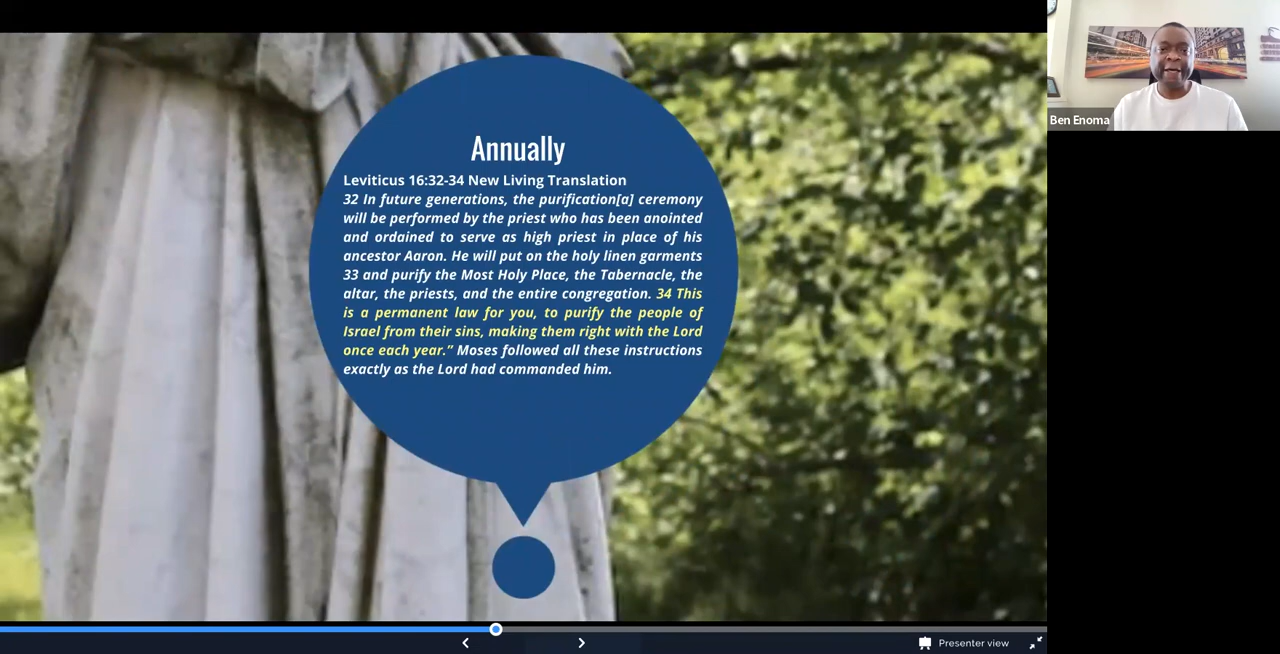 Annually
Leviticus 16:32-34 New Living Translation
32 In future generations, the purification[a] ceremony
will be performed by the priest who has been anointed
and ordained to serve as high priest in place of his
ancestor Aaron. He will put on the holy linen garments
33 and purify the Most Holy Place, the Tabernacle, the
altar, the priests, and the entire congregation. 34 This
is a permanent law for you, to purify the people of
Israel from their sins, making them right with the Lord
once each year.” Moses followed all these instructions
exactly as the Lord had commanded him.
Ben Enoma
Presenter view